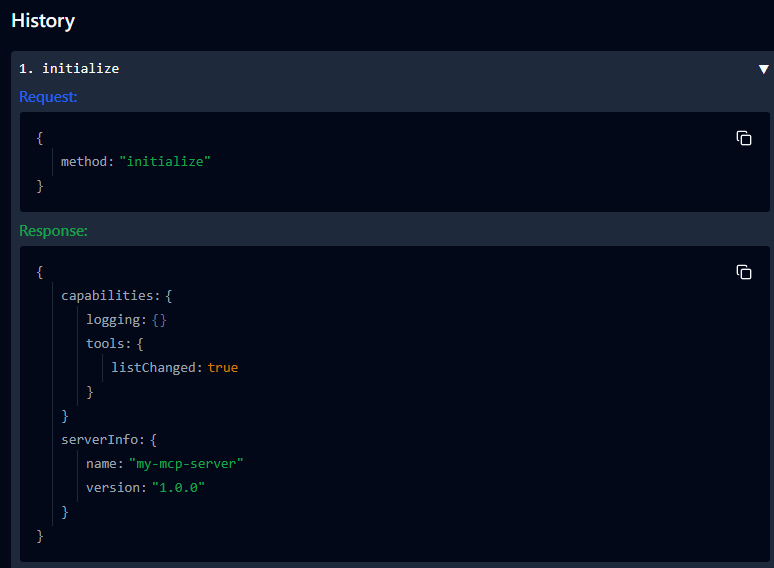 History
1. initialize ▼
Request:
{
method: "initialize"
}
Response:
{
capabilities: {
logging: {}
tools: {
listChanged: true
}
}
serverInfo: {
name: "my-mcp-server"
version: "1.0.0"
}
}